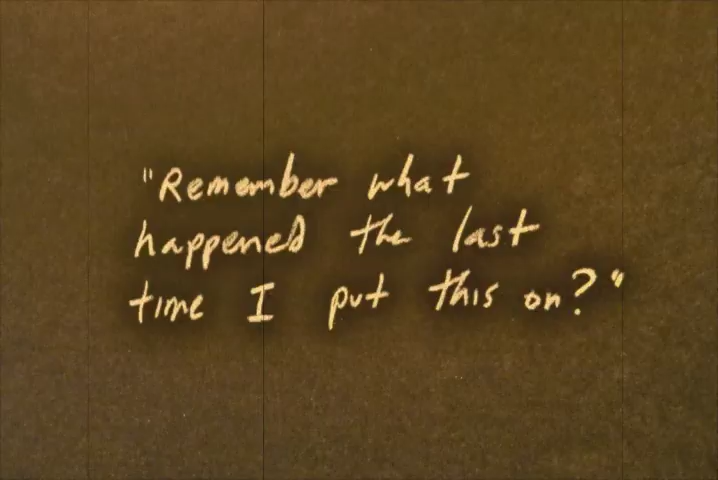 "Remember what
happened the last
time I put this on?"